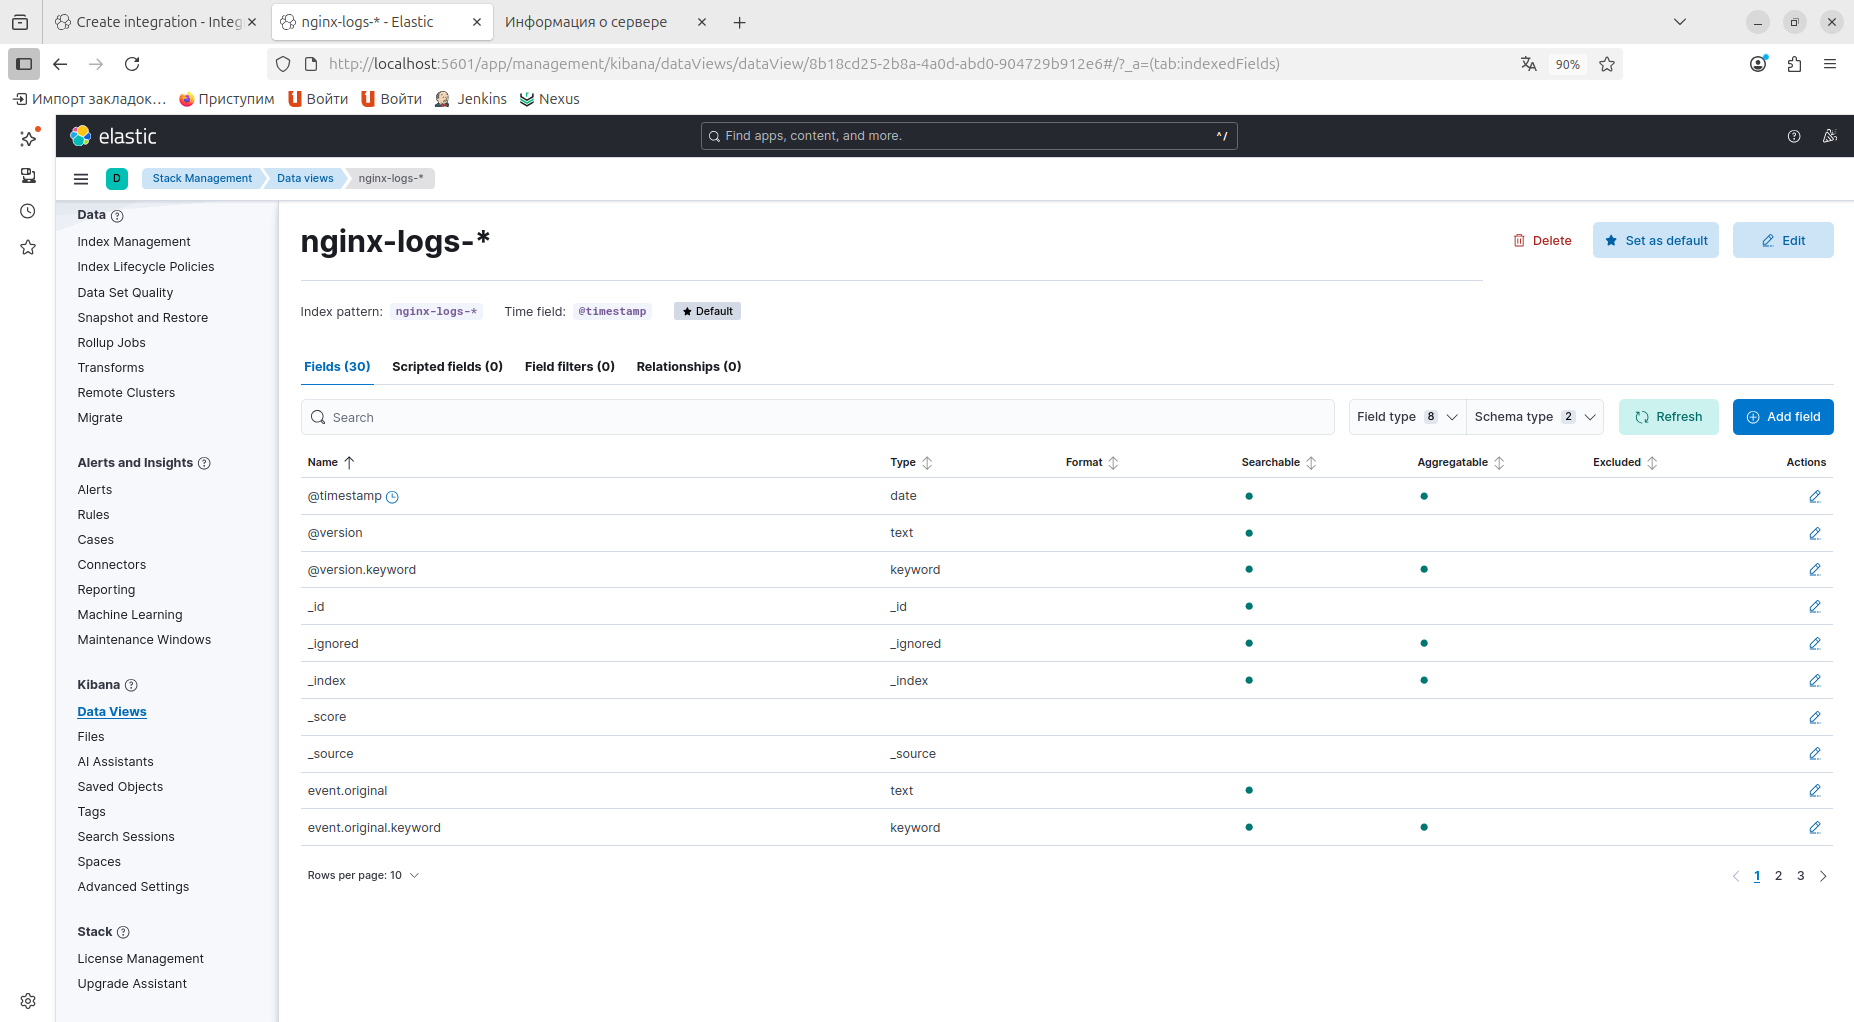 Create integration - Integ
nginx-logs-* - Elastic
Информация о сервере
http://localhost:5601/app/management/kibana/dataViews/dataView/8b18cd25-2b8a-4a0d-abd0-904729b912e6#/?_a=(tab:indexedFields)
90%
Импорт закладок…
Приступим
Войти
Войти
Jenkins
Nexus
elastic
Find apps, content, and more.
^/
D
Stack Management
Data views
nginx-logs-*
Data
Index Management
Index Lifecycle Policies
Data Set Quality
Snapshot and Restore
Rollup Jobs
Transforms
Remote Clusters
Migrate
Alerts and Insights
Alerts
Rules
Cases
Connectors
Reporting
Machine Learning
Maintenance Windows
Kibana
Data Views
Files
AI Assistants
Saved Objects
Tags
Search Sessions
Spaces
Advanced Settings
Stack
License Management
Upgrade Assistant
nginx-logs-*
Delete
Set as default
Edit
Index pattern: nginx-logs-* Time field: @timestamp Default
Fields (30) Scripted fields (0) Field filters (0) Relationships (0)
Search
Field type 8
Schema type 2
Refresh
Add field
Name Type Format Searchable Aggregatable Excluded Actions
@timestamp date
@version text
@version.keyword keyword
_id _id
_ignored _ignored
_index _index
_score
_source _source
event.original text
event.original.keyword keyword
Rows per page: 10
1 2 3